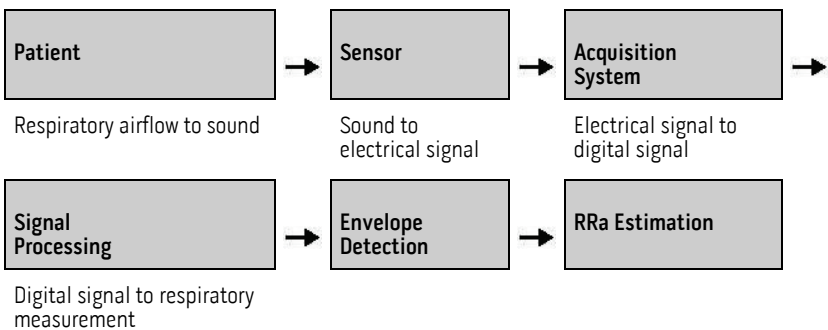 Patient
Sensor
Acquisition
System
Respiratory airflow to sound
Sound to
electrical signal
Electrical signal to
digital signal
Signal
Processing
Envelope
Detection
RRa Estimation
Digital signal to respiratory
measurement